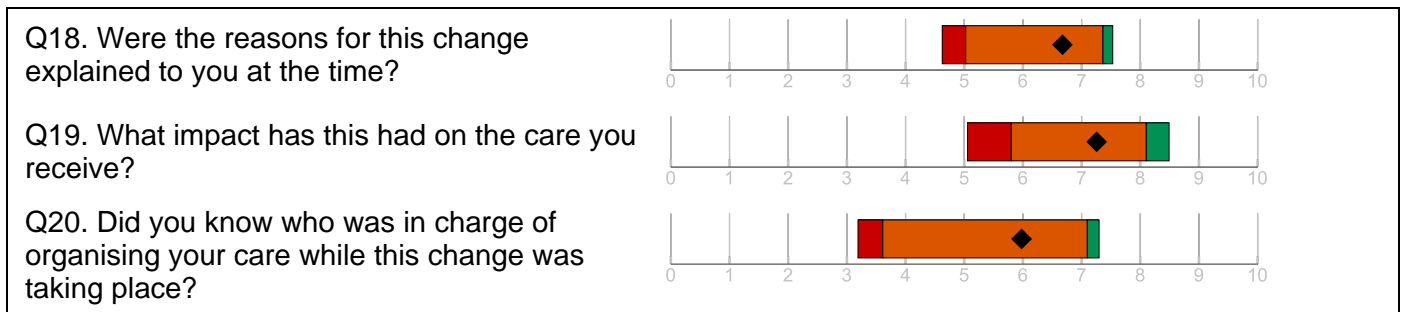 Q18. Were the reasons for this change
explained to you at the time?
0 1 2 3 4 5 6 7 8 9 10
Q19. What impact has this had on the care you
receive?
0 1 2 3 4 5 6 7 8 9 10
Q20. Did you know who was in charge of
organising your care while this change was
taking place?
0 1 2 3 4 5 6 7 8 9 10